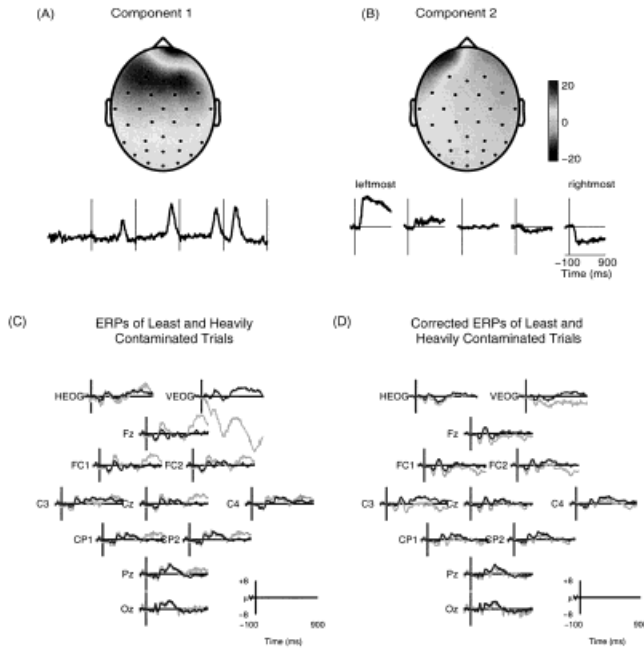 (A)
Component 1
(B)
Component 2
20
0
−20
leftmost
rightmost
−100
900
Time (ms)
(C)
ERPs of Least and Heavily
Contaminated Trials
HEOG
VEOG
Fz
FC1
FC2
C3
Cz
C4
CP1
CP2
Pz
Oz
+8
μ
−8
−100
900
Time (ms)
(D)
Corrected ERPs of Least and
Heavily Contaminated Trials
HEOG
VEOG
Fz
FC1
FC2
C3
Cz
C4
CP1
CP2
Pz
Oz
+8
μ
−8
−100
900
Time (ms)